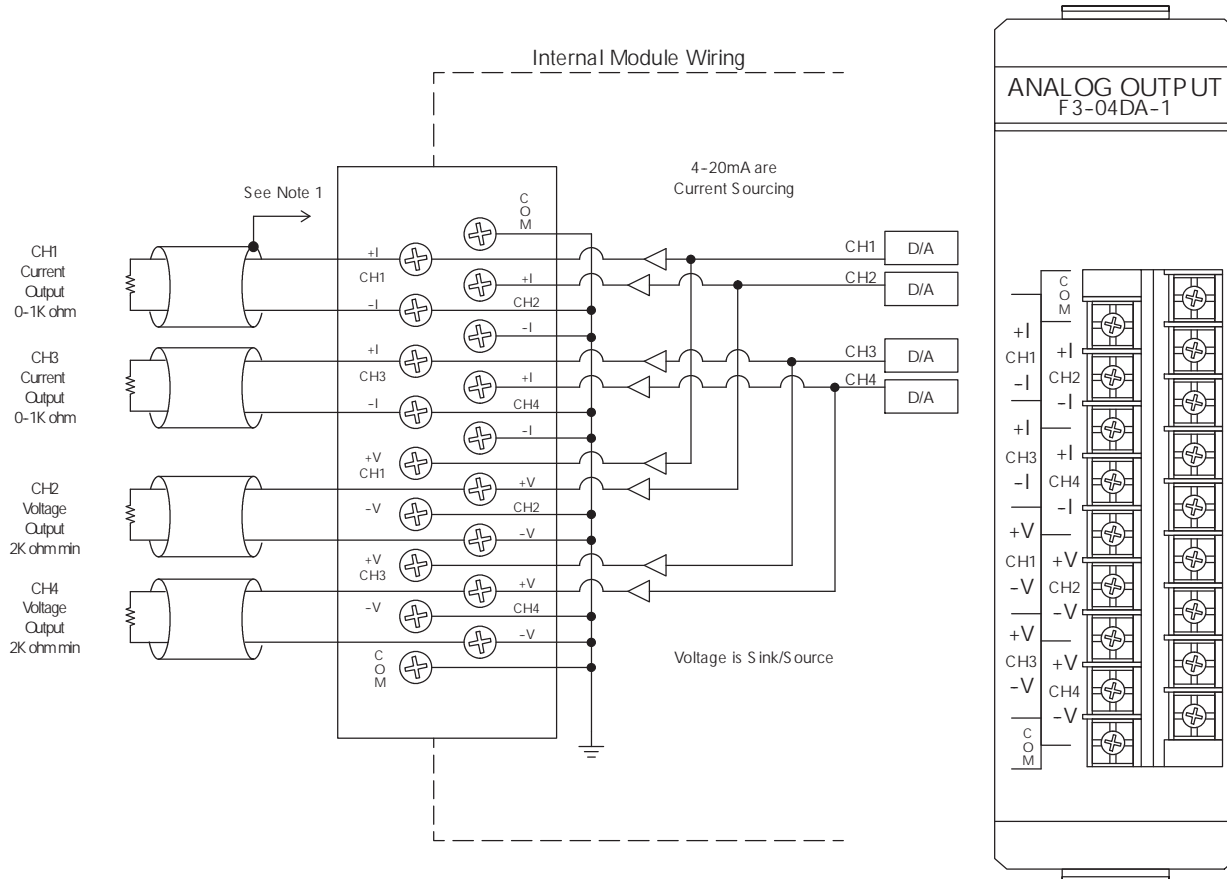 Internal Module Wiring
4-20mA are
Current Sourcing
See Note 1
CH1
Current
Output
0-1K ohm
CH3
Current
Output
0-1K ohm
CH2
Voltage
Output
2K ohm min
CH4
Voltage
Output
2K ohm min
COM
+I
CH1
+I
-I
CH2
-I
+I
CH3
+I
-I
CH4
-I
+V
CH1
+V
-V
CH2
-V
+V
CH3
+V
-V
CH4
-V
COM
CH1
D/A
CH2
D/A
CH3
D/A
CH4
D/A
Voltage is Sink/Source
ANALOG OUTPUT
F3-04DA-1
COM
+I
CH1
+I
-I
CH2
-I
+I
CH3
+I
-I
CH4
-I
+V
CH1
+V
-V
CH2
-V
+V
CH3
+V
-V
CH4
-V
COM